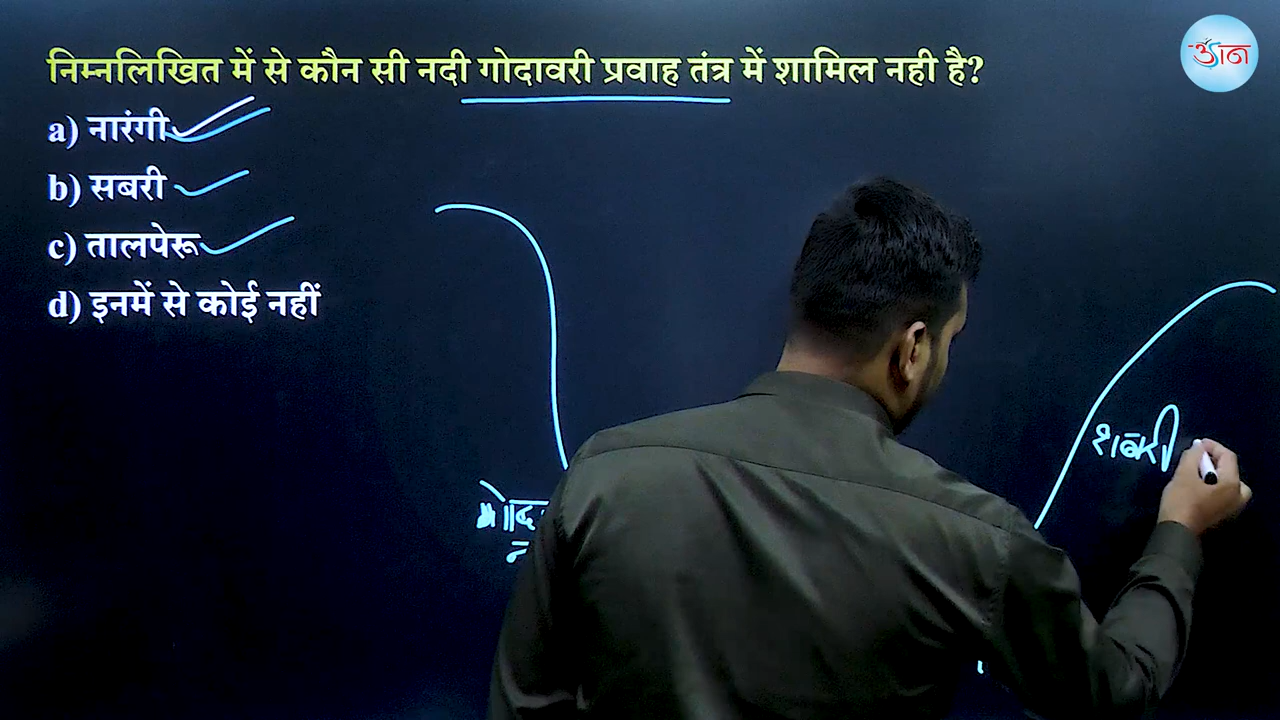 निम्नलिखित में से कौन सी नदी गोदावरी प्रवाह तंत्र में शामिल नही है?
a) नारंगी
b) सबरी
c) तालपेरू
d) इनमें से कोई नहीं
शबरी